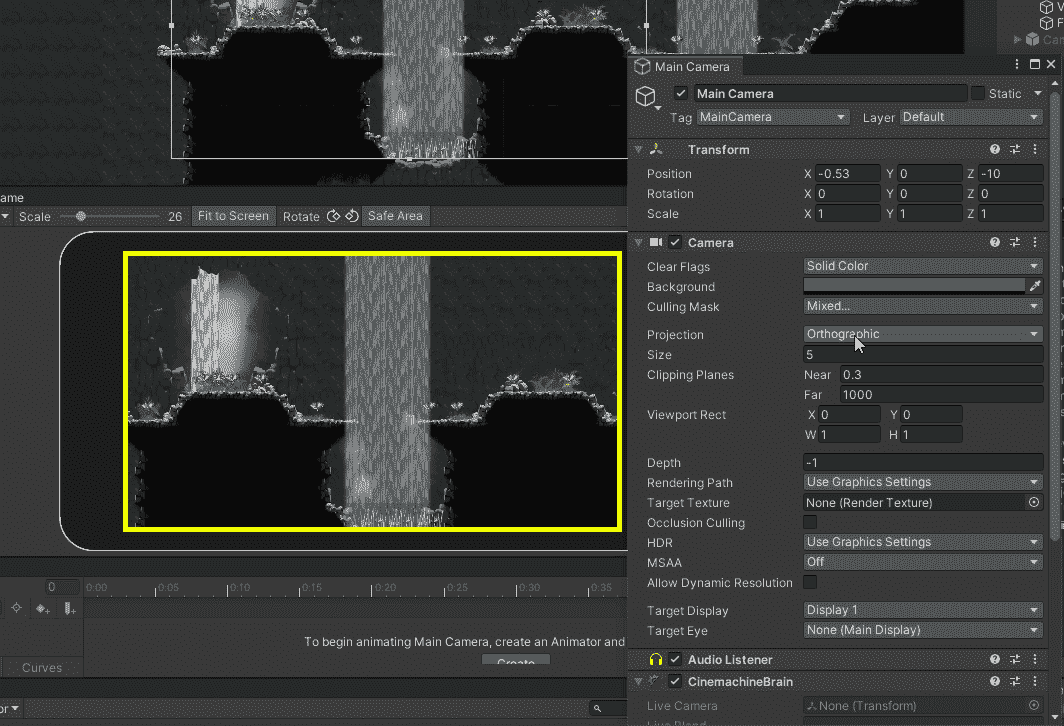 Main Camera
Main Camera Static
Tag MainCamera Layer Default
Transform
Position X -0.53 Y 0 Z -10
Rotation X 0 Y 0 Z 0
Scale X 1 Y 1 Z 1
ame
Scale 26 Fit to Screen Rotate Safe Area
Camera
Clear Flags Solid Color
Background
Culling Mask Mixed...
Projection Orthographic
Size 5
Clipping Planes Near 0.3
Far 1000
Viewport Rect X 0 Y 0
W 1 H 1
Depth -1
Rendering Path Use Graphics Settings
Target Texture None (Render Texture)
Occlusion Culling
HDR Use Graphics Settings
MSAA Off
Allow Dynamic Resolution
Target Display Display 1
Target Eye None (Main Display)
Audio Listener
CinemachineBrain
Live Camera None (Transform)
Live Blend
0 0:00 0:05 0:10 0:15 0:20 0:25 0:30 0:35
To begin animating Main Camera, create an Animator and
Create
Curves
or